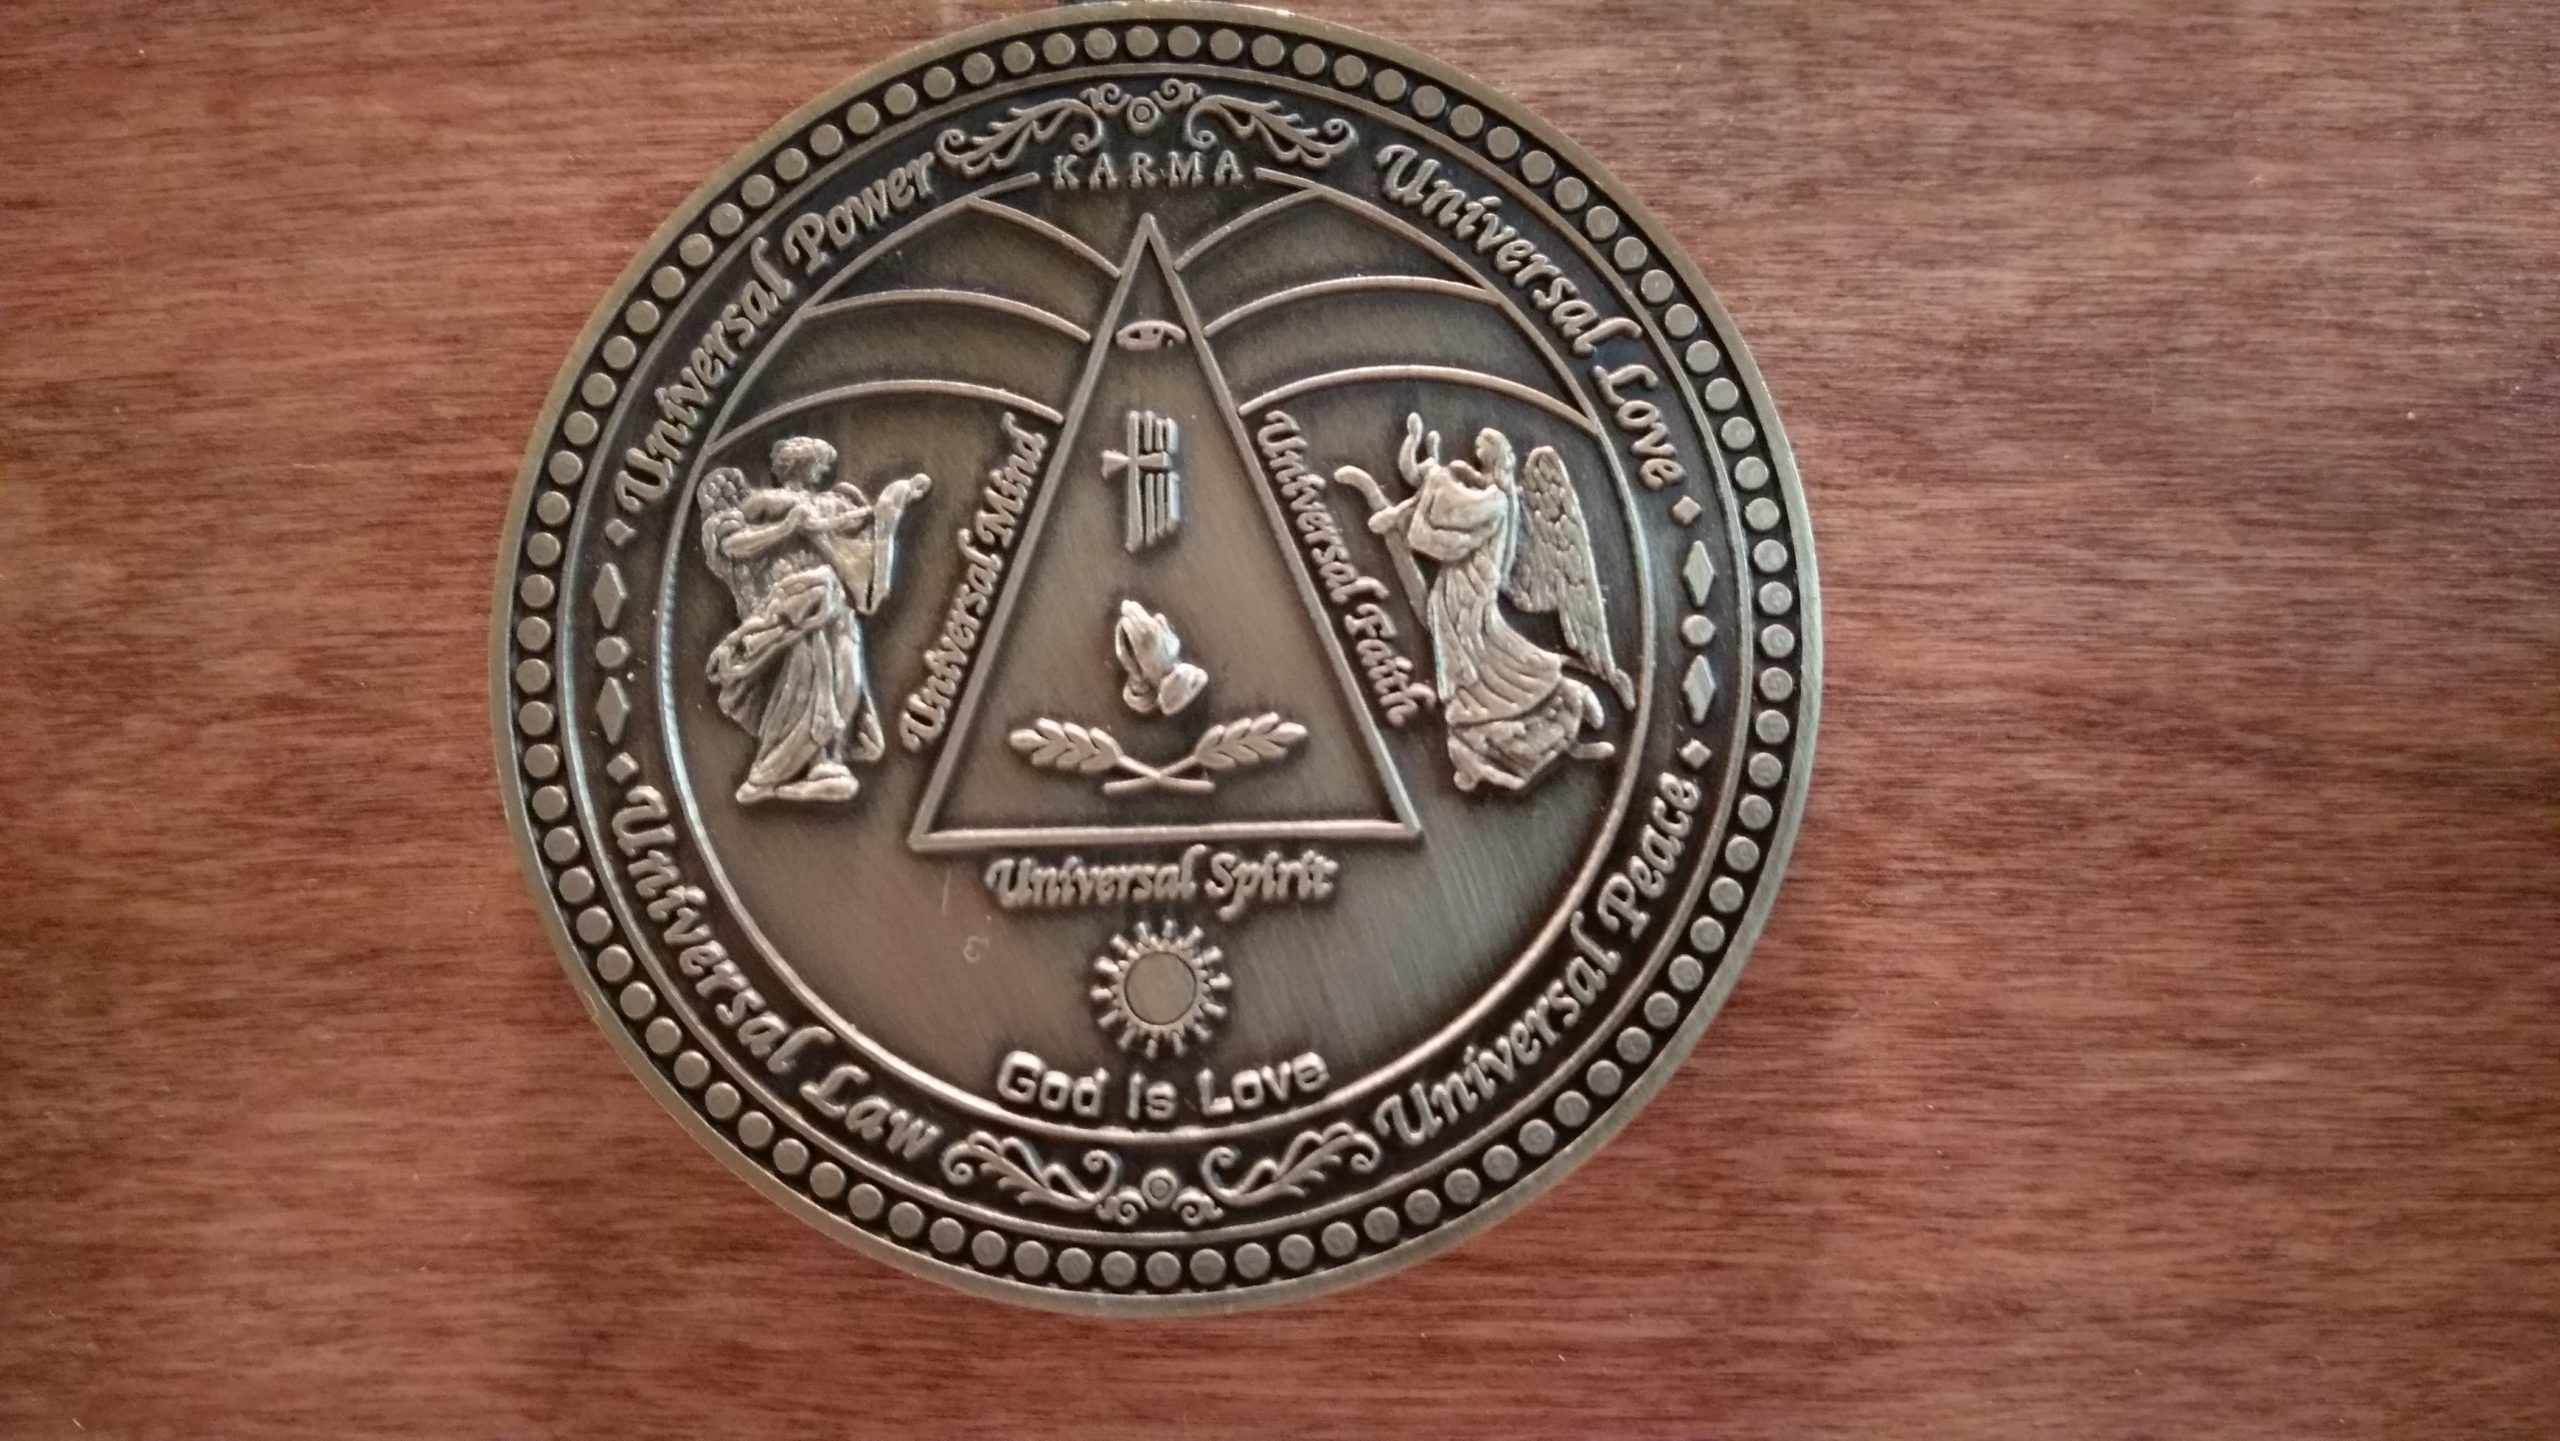 KARMA
Universal Power
Universal Love
Universal Mind
Universal Faith
Universal Spirit
God is Love
Universal Law
Universal Peace